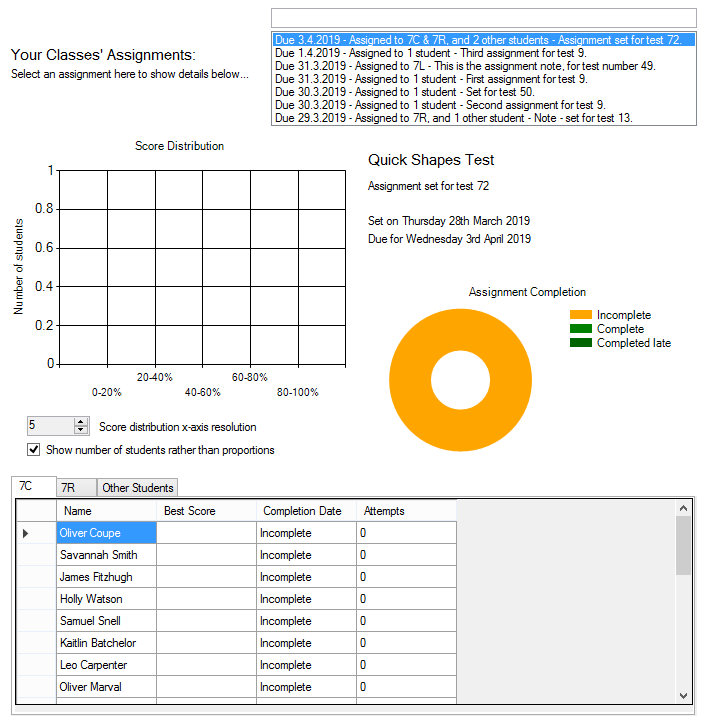 Your Classes' Assignments:
Select an assignment here to show details below...
Due 3.4.2019 - Assigned to 7C & 7R, and 2 other students - Assignment set for test 72.
Due 1.4.2019 - Assigned to 1 student - Third assignment for test 9.
Due 31.3.2019 - Assigned to 7L - This is the assignment note, for test number 49.
Due 31.3.2019 - Assigned to 1 student - First assignment for test 9.
Due 30.3.2019 - Assigned to 1 student - Set for test 50.
Due 30.3.2019 - Assigned to 1 student - Second assignment for test 9.
Due 29.3.2019 - Assigned to 7R, and 1 other student - Note - set for test 13.
Score Distribution
Number of students
1
0.8
0.6
0.4
0.2
0
20-40% 60-80%
0-20% 40-60% 80-100%
5 Score distribution x-axis resolution
Show number of students rather than proportions
Quick Shapes Test
Assignment set for test 72
Set on Thursday 28th March 2019
Due for Wednesday 3rd April 2019
Assignment Completion
Incomplete
Complete
Completed late
7C 7R Other Students
Name Best Score Completion Date Attempts
Oliver Coupe Incomplete 0
Savannah Smith Incomplete 0
James Fitzhugh Incomplete 0
Holly Watson Incomplete 0
Samuel Snell Incomplete 0
Kaitlin Batchelor Incomplete 0
Leo Carpenter Incomplete 0
Oliver Marval Incomplete 0